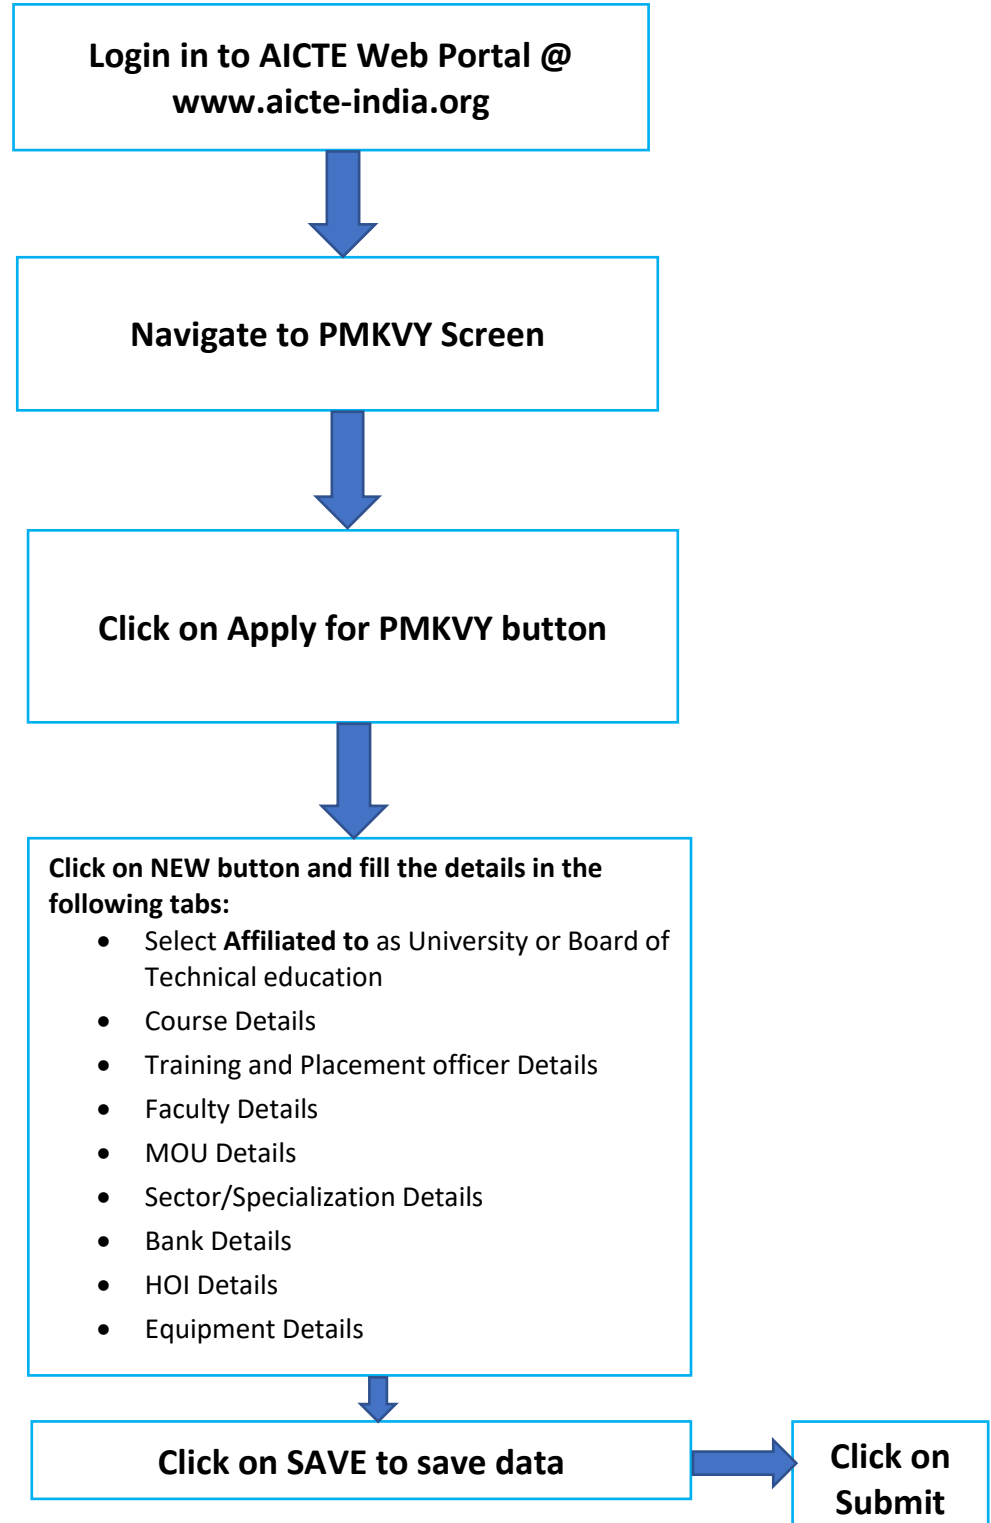 Login in to AICTE Web Portal @
www.aicte-india.org
Navigate to PMKVY Screen
Click on Apply for PMKVY button
Click on NEW button and fill the details in the
following tabs:
• Select Affiliated to as University or Board of
Technical education
• Course Details
• Training and Placement officer Details
• Faculty Details
• MOU Details
• Sector/Specialization Details
• Bank Details
• HOI Details
• Equipment Details
Click on SAVE to save data
Click on
Submit